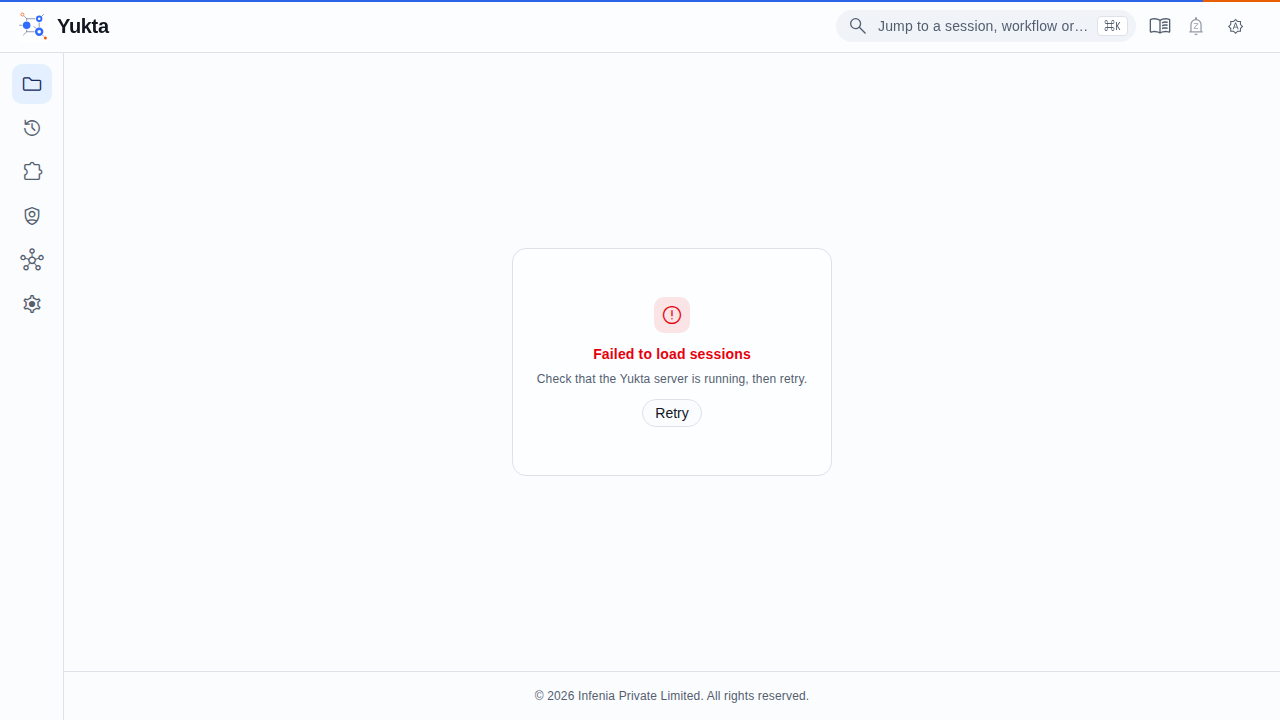 Yukta
Jump to a session, workflow or…
⌘K
Failed to load sessions
Check that the Yukta server is running, then retry.
Retry
© 2026 Infenia Private Limited. All rights reserved.